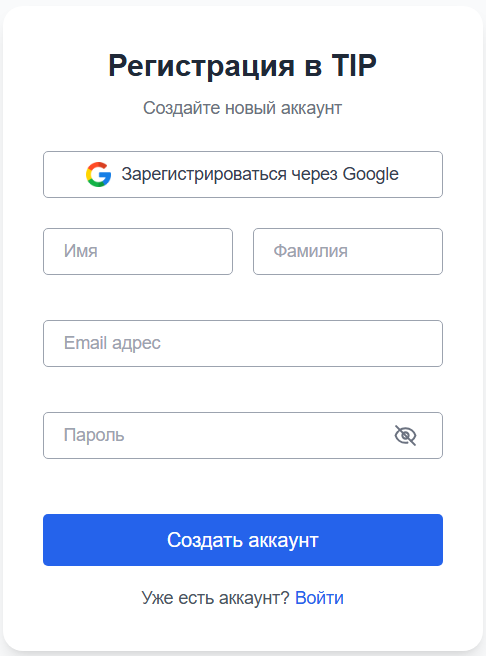 Регистрация в TIP
Создайте новый аккаунт
Зарегистрироваться через Google
Имя
Фамилия
Email адрес
Пароль
Создать аккаунт
Уже есть аккаунт? Войти